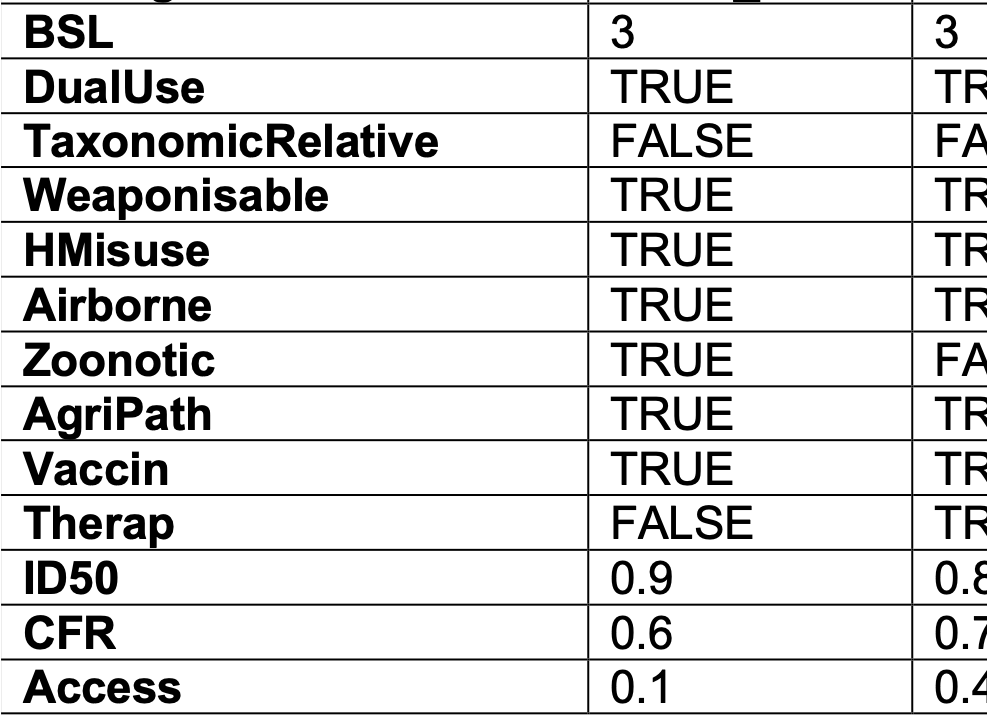 BSL 3 3
DualUse TRUE TR
TaxonomicRelative FALSE FA
Weaponisable TRUE TR
HMisuse TRUE TR
Airborne TRUE TR
Zoonotic TRUE FA
AgriPath TRUE TR
Vaccin TRUE TR
Therap FALSE TR
ID50 0.9 0.8
CFR 0.6 0.7
Access 0.1 0.4